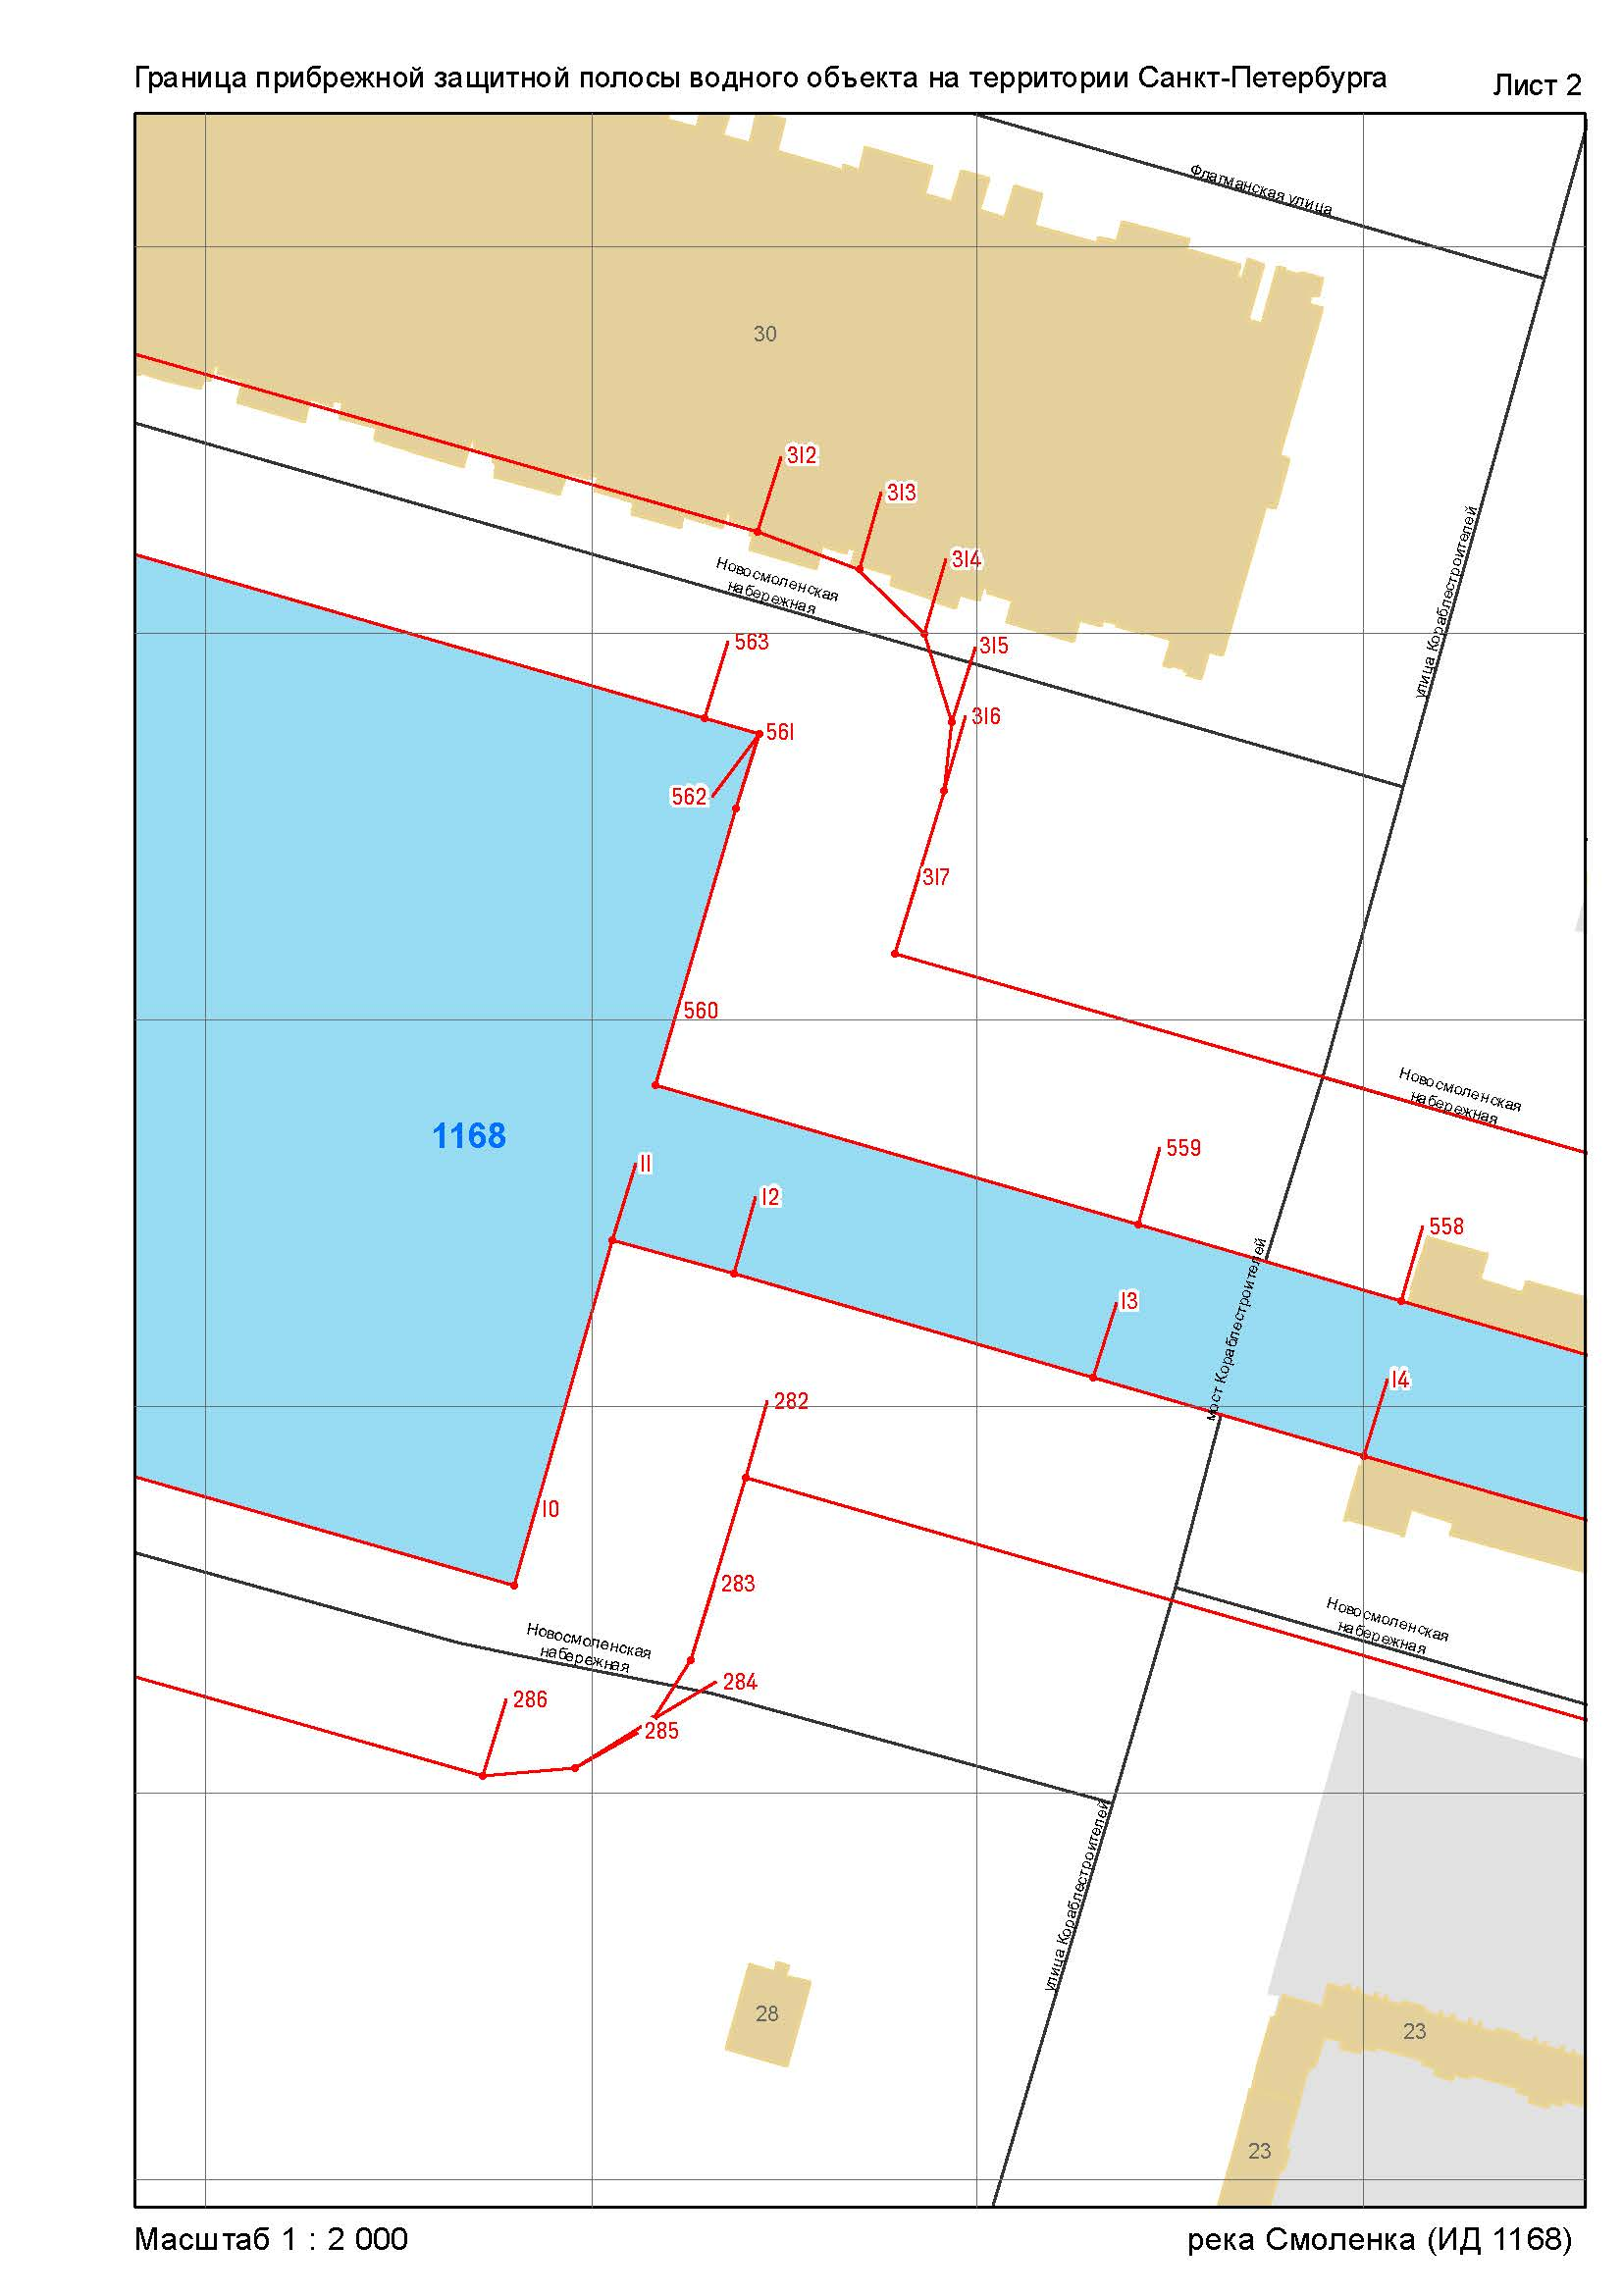 Граница прибрежной защитной полосы водного объекта на территории Санкт-Петербурга
Лист 2
Флагманская улица
30
312
313
улица Кораблестроителей
314
Новосмоленская
набережная
563
315
316
561
562
317
560
Новосмоленская
набережная
1168
11
559
12
558
мост Кораблестроителей
13
14
282
10
283
Новосмоленская
набережная
Новосмоленская
набережная
284
286
285
улица Кораблестроителей
28
23
23
Масштаб 1 : 2 000
река Смоленка (ИД 1168)